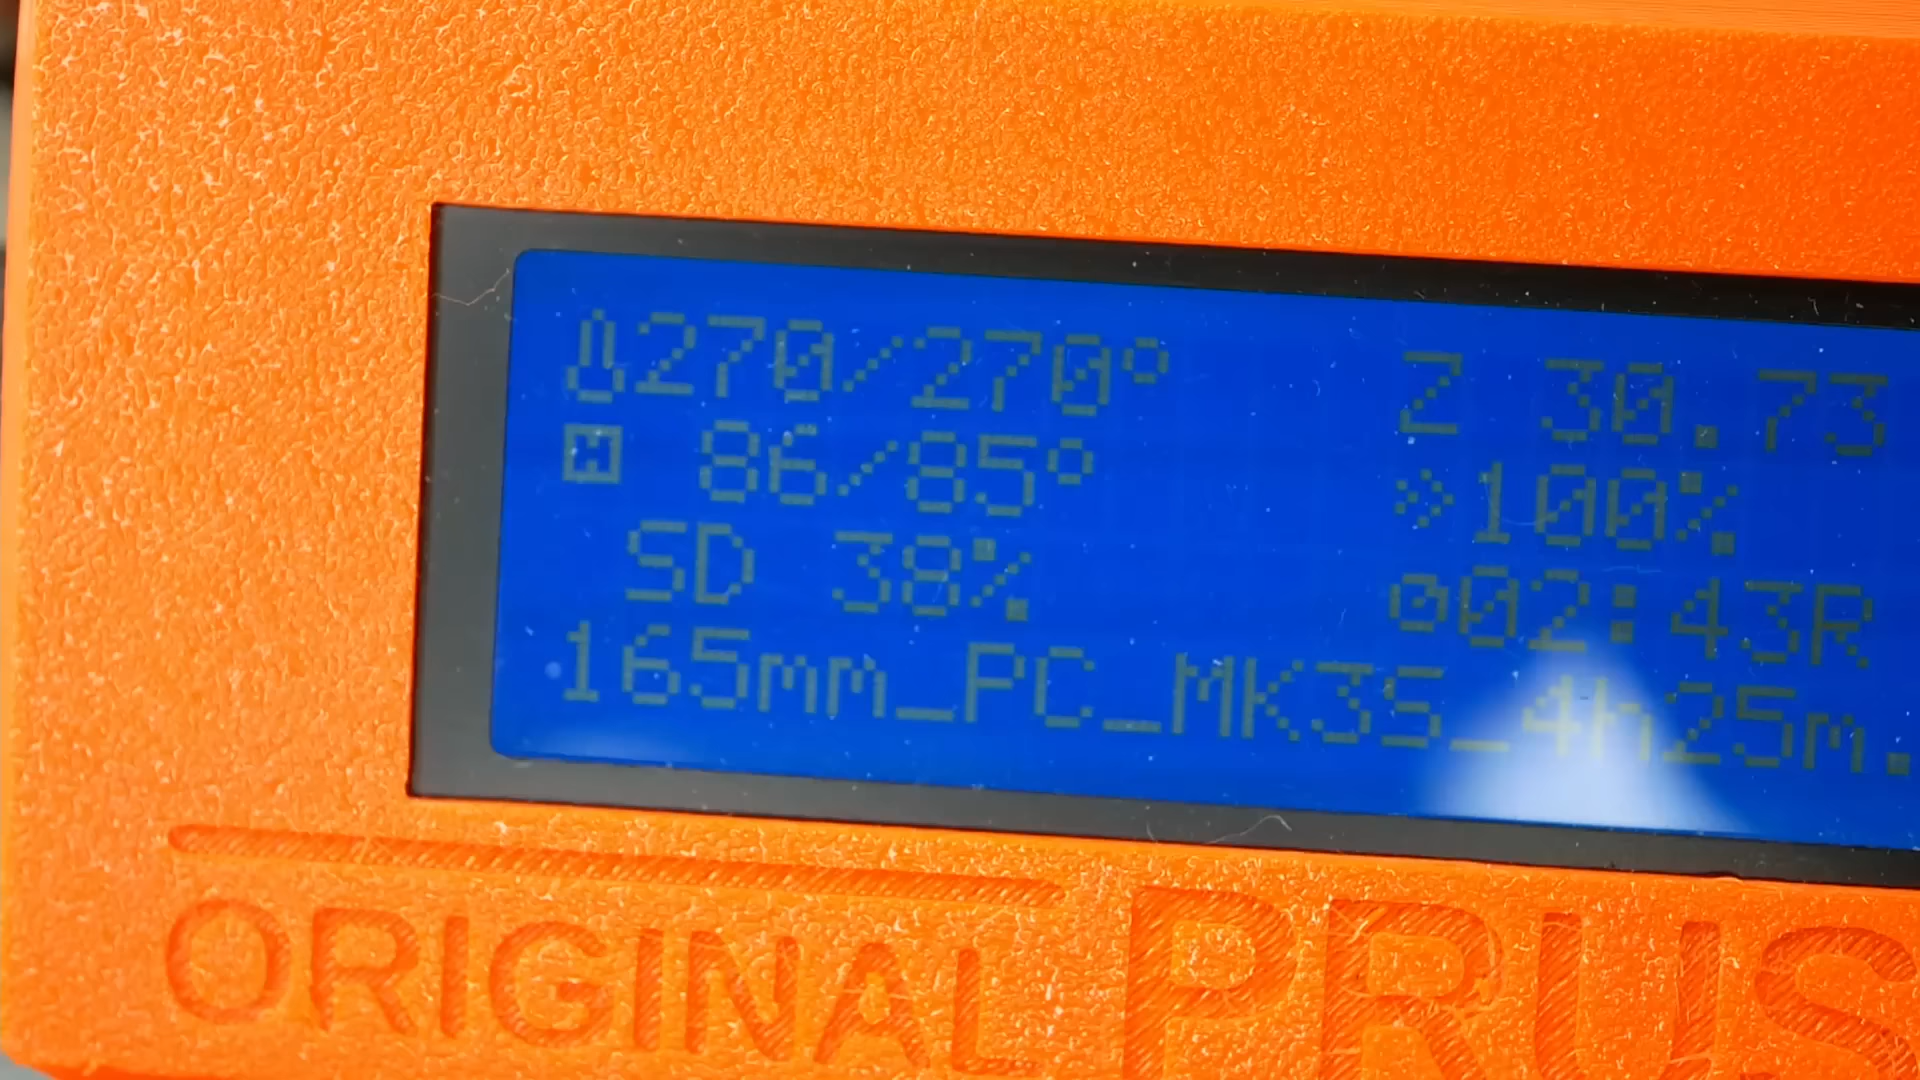 270/270° Z 30.73
86/85° 100%
SD 38% 02:43R
165mm_PC_MK3S_4h25m.
ORIGINAL PRUS